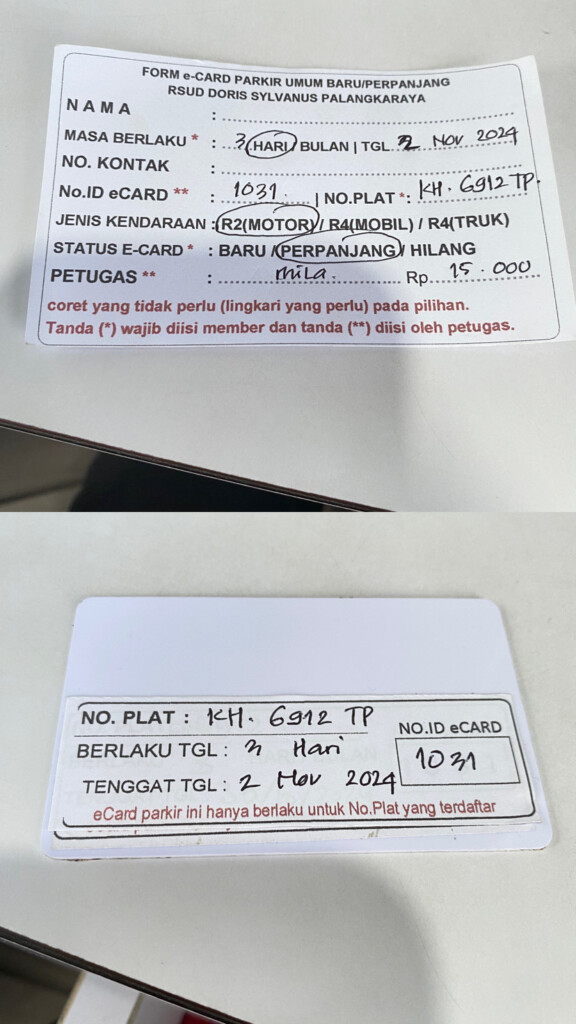 FORM e-CARD PARKIR UMUM BARU/PERPANJANG
RSUD DORIS SYLVANUS PALANGKARAYA
NAMA :
MASA BERLAKU * : 3 HARI / BULAN | TGL. 2 Nov 2024
NO. KONTAK :
No.ID eCARD ** : 1031 | NO.PLAT *: KH. 6912 TP.
JENIS KENDARAAN : R2(MOTOR) / R4(MOBIL) / R4(TRUK)
STATUS E-CARD * : BARU / PERPANJANG / HILANG
PETUGAS ** : mila. Rp. 15.000
coret yang tidak perlu (lingkari yang perlu) pada pilihan.
Tanda (*) wajib diisi member dan tanda (**) diisi oleh petugas.
NO. PLAT : KH. 6912 TP
NO.ID eCARD
BERLAKU TGL : 3 Hari
1031
TENGGAT TGL : 2 Nov 2024
eCard parkir ini hanya berlaku untuk No.Plat yang terdaftar